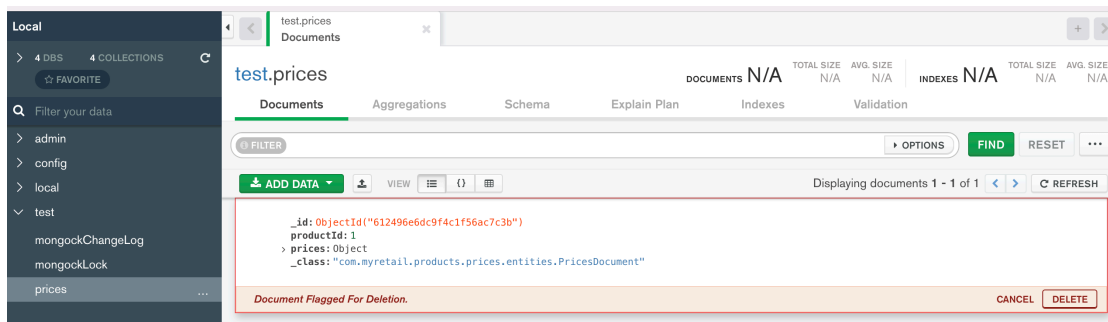 Local
4 DBS 4 COLLECTIONS
☆ FAVORITE
Filter your data
admin
config
local
test
mongockChangeLog
mongockLock
prices ...
test.prices
Documents
test.prices
DOCUMENTS N/A TOTAL SIZE N/A AVG. SIZE N/A INDEXES N/A TOTAL SIZE N/A AVG. SIZE N/A
Documents Aggregations Schema Explain Plan Indexes Validation
FILTER OPTIONS FIND RESET ...
ADD DATA VIEW {} Displaying documents 1 - 1 of 1 < > REFRESH
_id: ObjectId("612496e6dc9f4c1f56ac7c3b")
productId: 1
> prices: Object
_class: "com.myretail.products.prices.entities.PricesDocument"
Document Flagged For Deletion. CANCEL DELETE